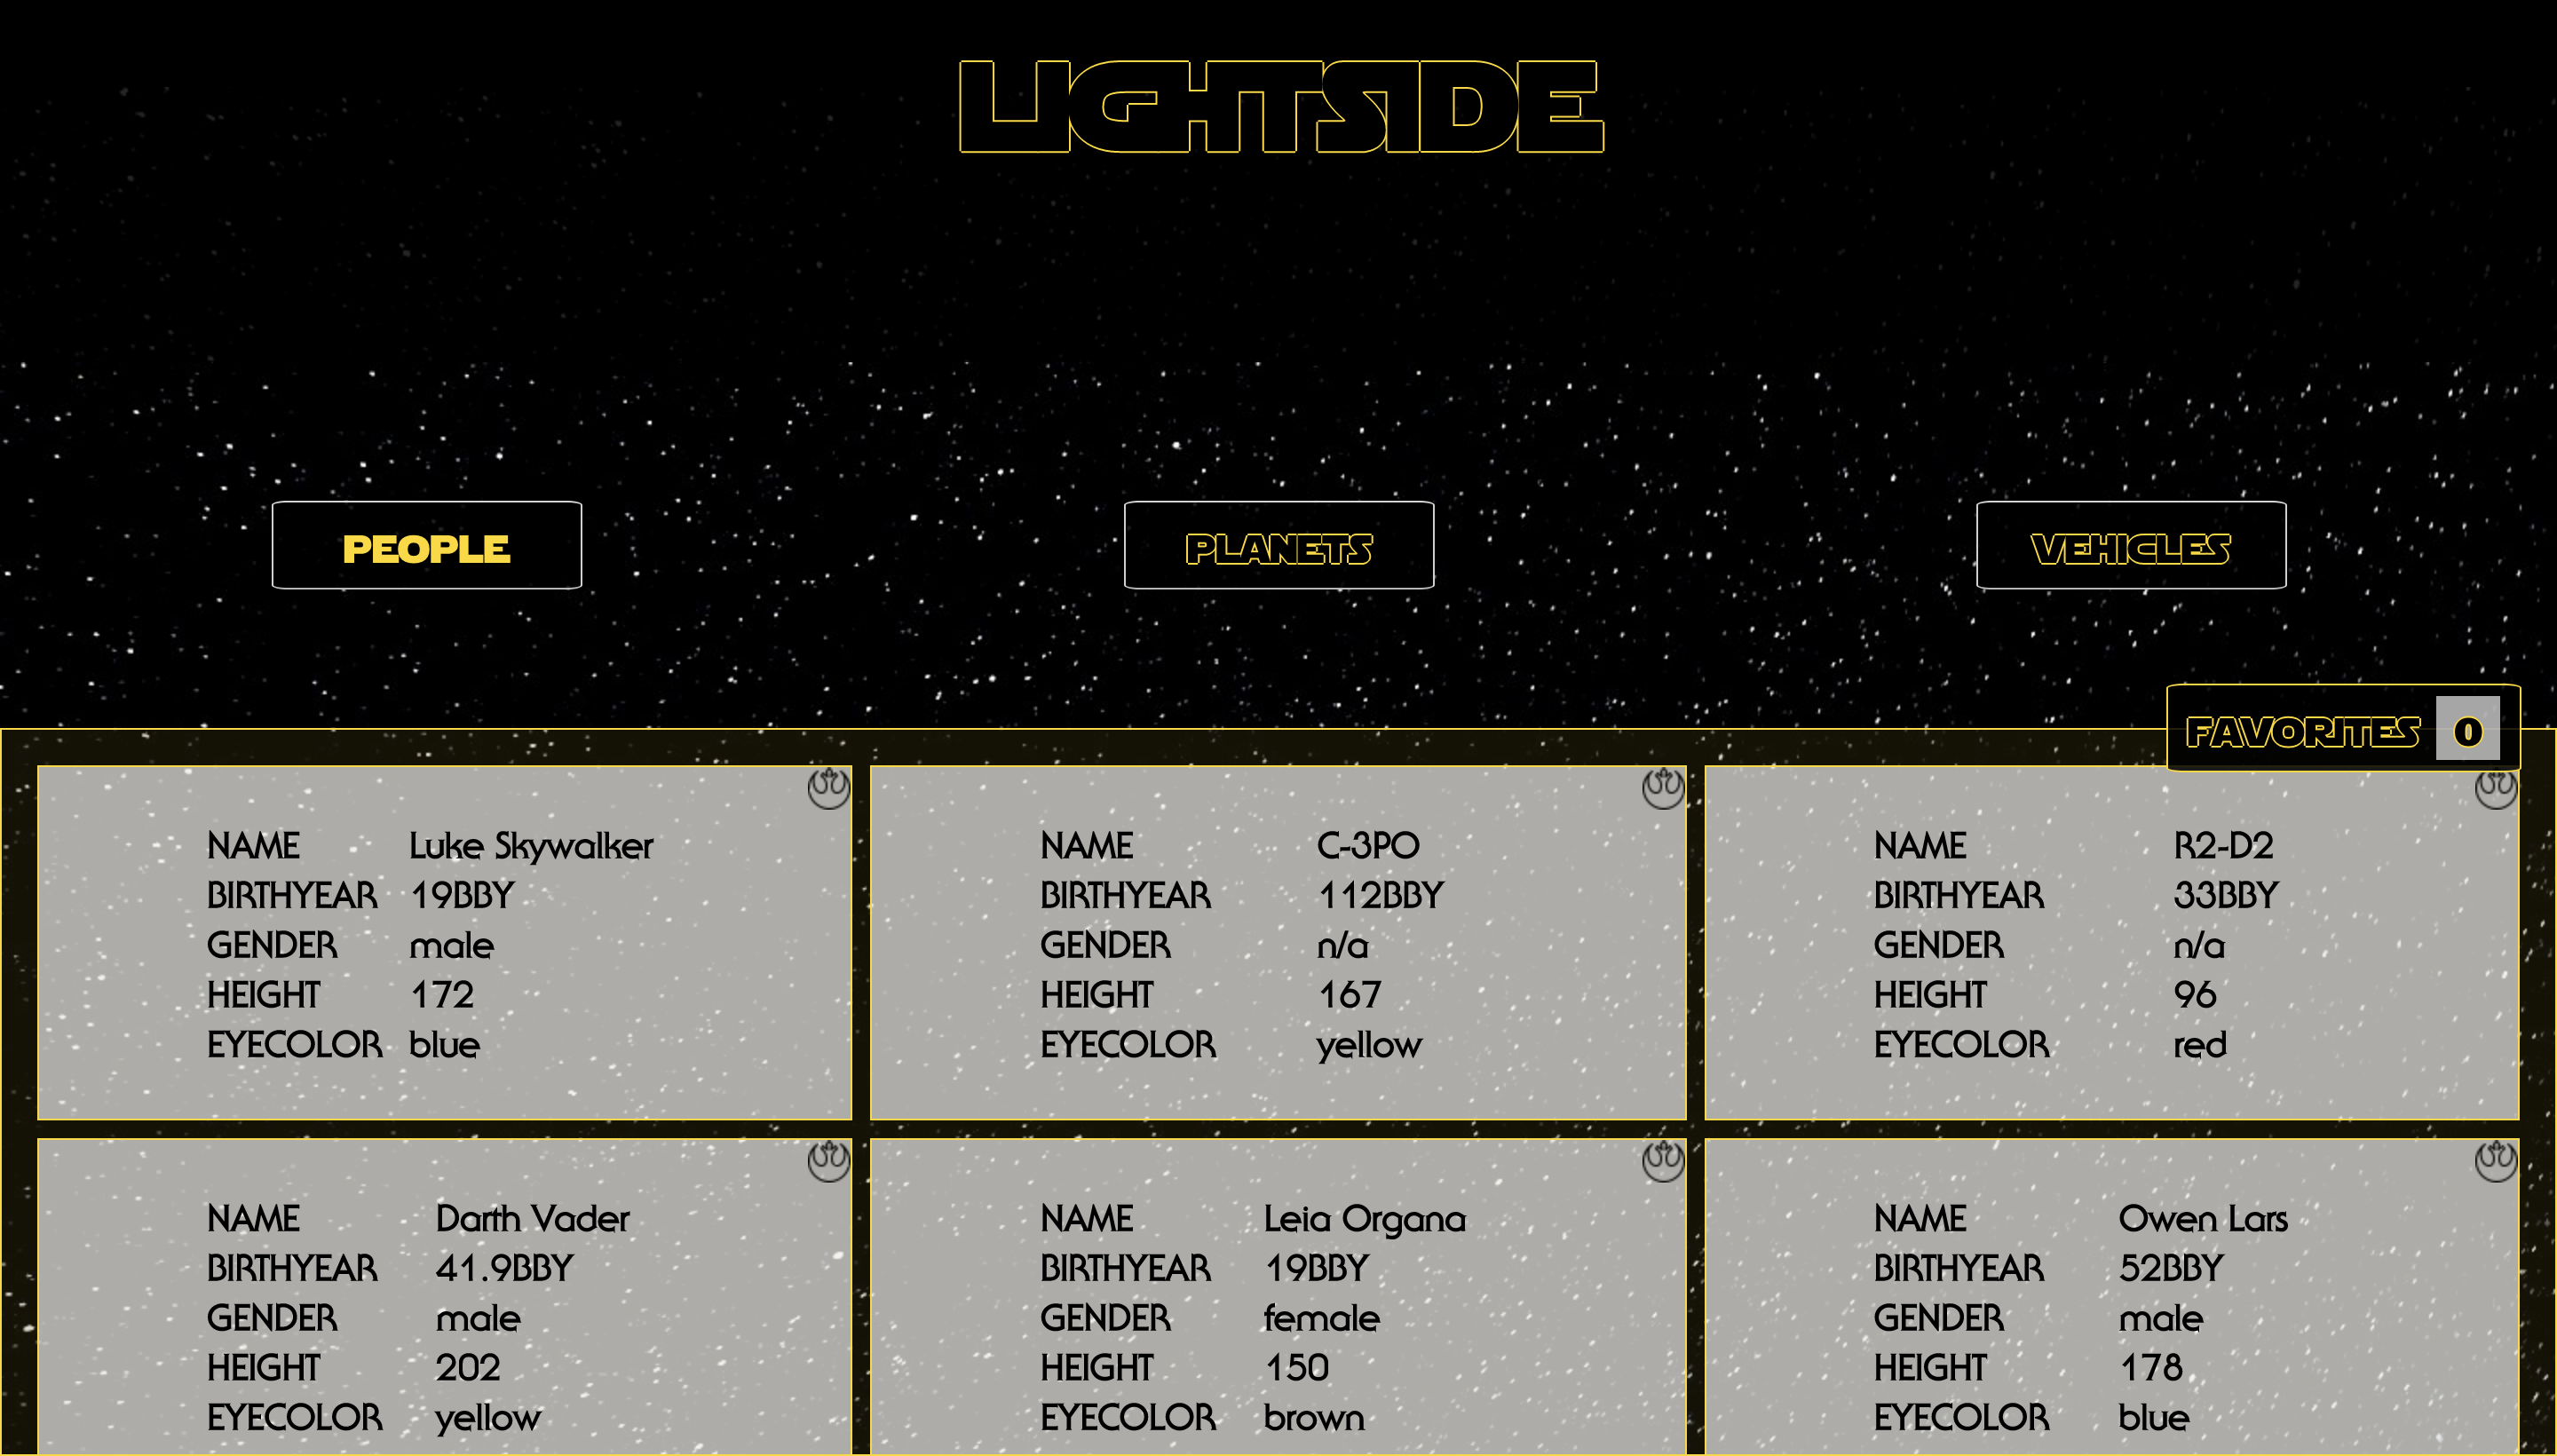 LIGHTSIDE
PEOPLE
PLANETS
VEHICLES
FAVORITES 0
NAME Luke Skywalker
BIRTHYEAR 19BBY
GENDER male
HEIGHT 172
EYECOLOR blue
NAME C-3PO
BIRTHYEAR 112BBY
GENDER n/a
HEIGHT 167
EYECOLOR yellow
NAME R2-D2
BIRTHYEAR 33BBY
GENDER n/a
HEIGHT 96
EYECOLOR red
NAME Darth Vader
BIRTHYEAR 41.9BBY
GENDER male
HEIGHT 202
EYECOLOR yellow
NAME Leia Organa
BIRTHYEAR 19BBY
GENDER female
HEIGHT 150
EYECOLOR brown
NAME Owen Lars
BIRTHYEAR 52BBY
GENDER male
HEIGHT 178
EYECOLOR blue